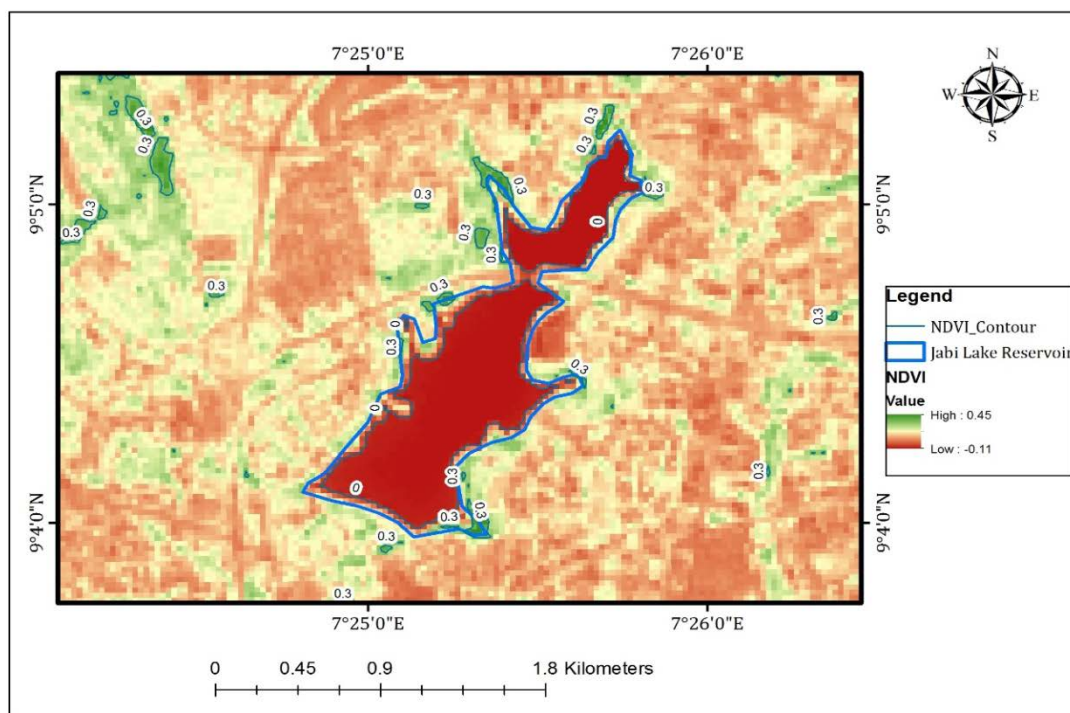 7°25'0"E
7°26'0"E
N
W
E
S
9°5'0"N
9°5'0"N
9°4'0"N
9°4'0"N
0.3
0.3
0.3
0.3
0.3
0.3
0.3
0.3
0.3
0.3
0.3
0
0.3
0
0.3
0.3
0.3
0
0.3
0.3
0
0.3
0.3
0.3
Legend
NDVI_Contour
Jabi Lake Reservoir
NDVI
Value
High : 0.45
Low : -0.11
7°25'0"E
7°26'0"E
0
0.45
0.9
1.8 Kilometers